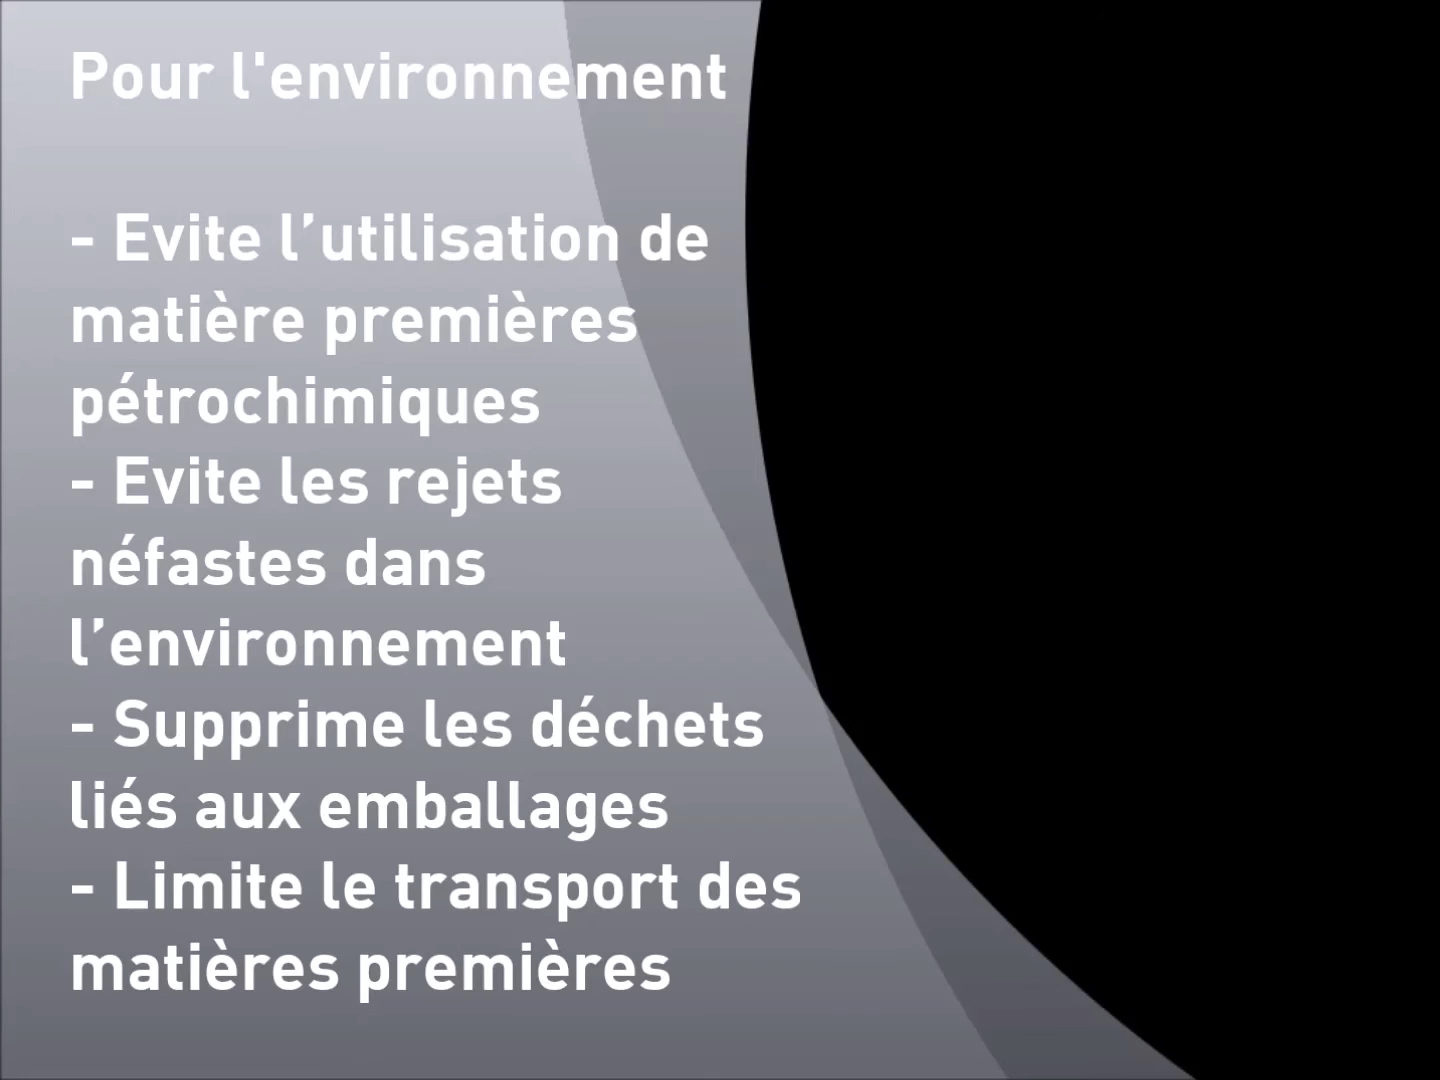 Pour l'environnement
- Evite l’utilisation de
matière premières
pétrochimiques
- Evite les rejets
néfastes dans
l’environnement
- Supprime les déchets
liés aux emballages
- Limite le transport des
matières premières